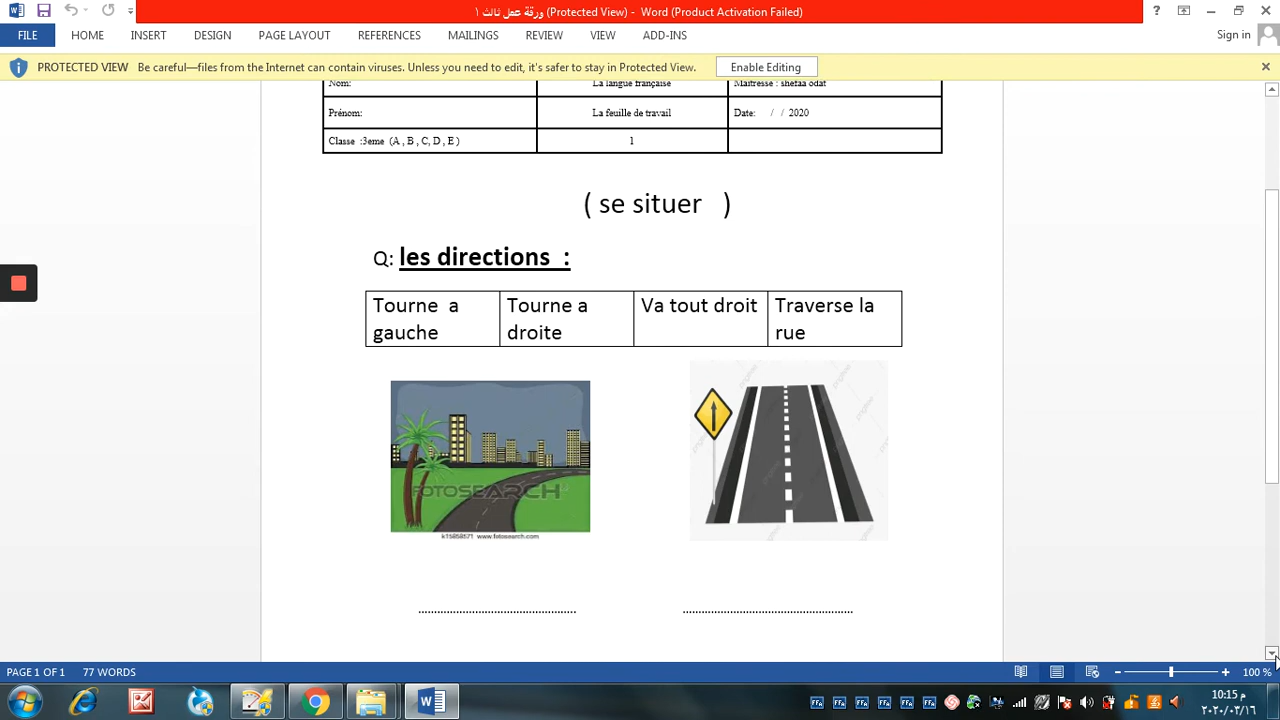 ورقة عمل ثالث ١ (Protected View) - Word (Product Activation Failed)
FILE HOME INSERT DESIGN PAGE LAYOUT REFERENCES MAILINGS REVIEW VIEW ADD-INS Sign in
PROTECTED VIEW Be careful—files from the Internet can contain viruses. Unless you need to edit, it's safer to stay in Protected View. Enable Editing
Nom: La langue française Maitresse : shefaa odat
Prénom: La feuille de travail Date: / / 2020
Classe :3eme (A , B , C, D , E ) 1
( se situer )
Q: les directions :
Tourne a gauche
Tourne a droite
Va tout droit
Traverse la rue
FOTOSEARCH
k15858571 www.fotosearch.com
PAGE 1 OF 1 77 WORDS 100 %
م 10:15
٢٠٢٠/٠٣/١٦